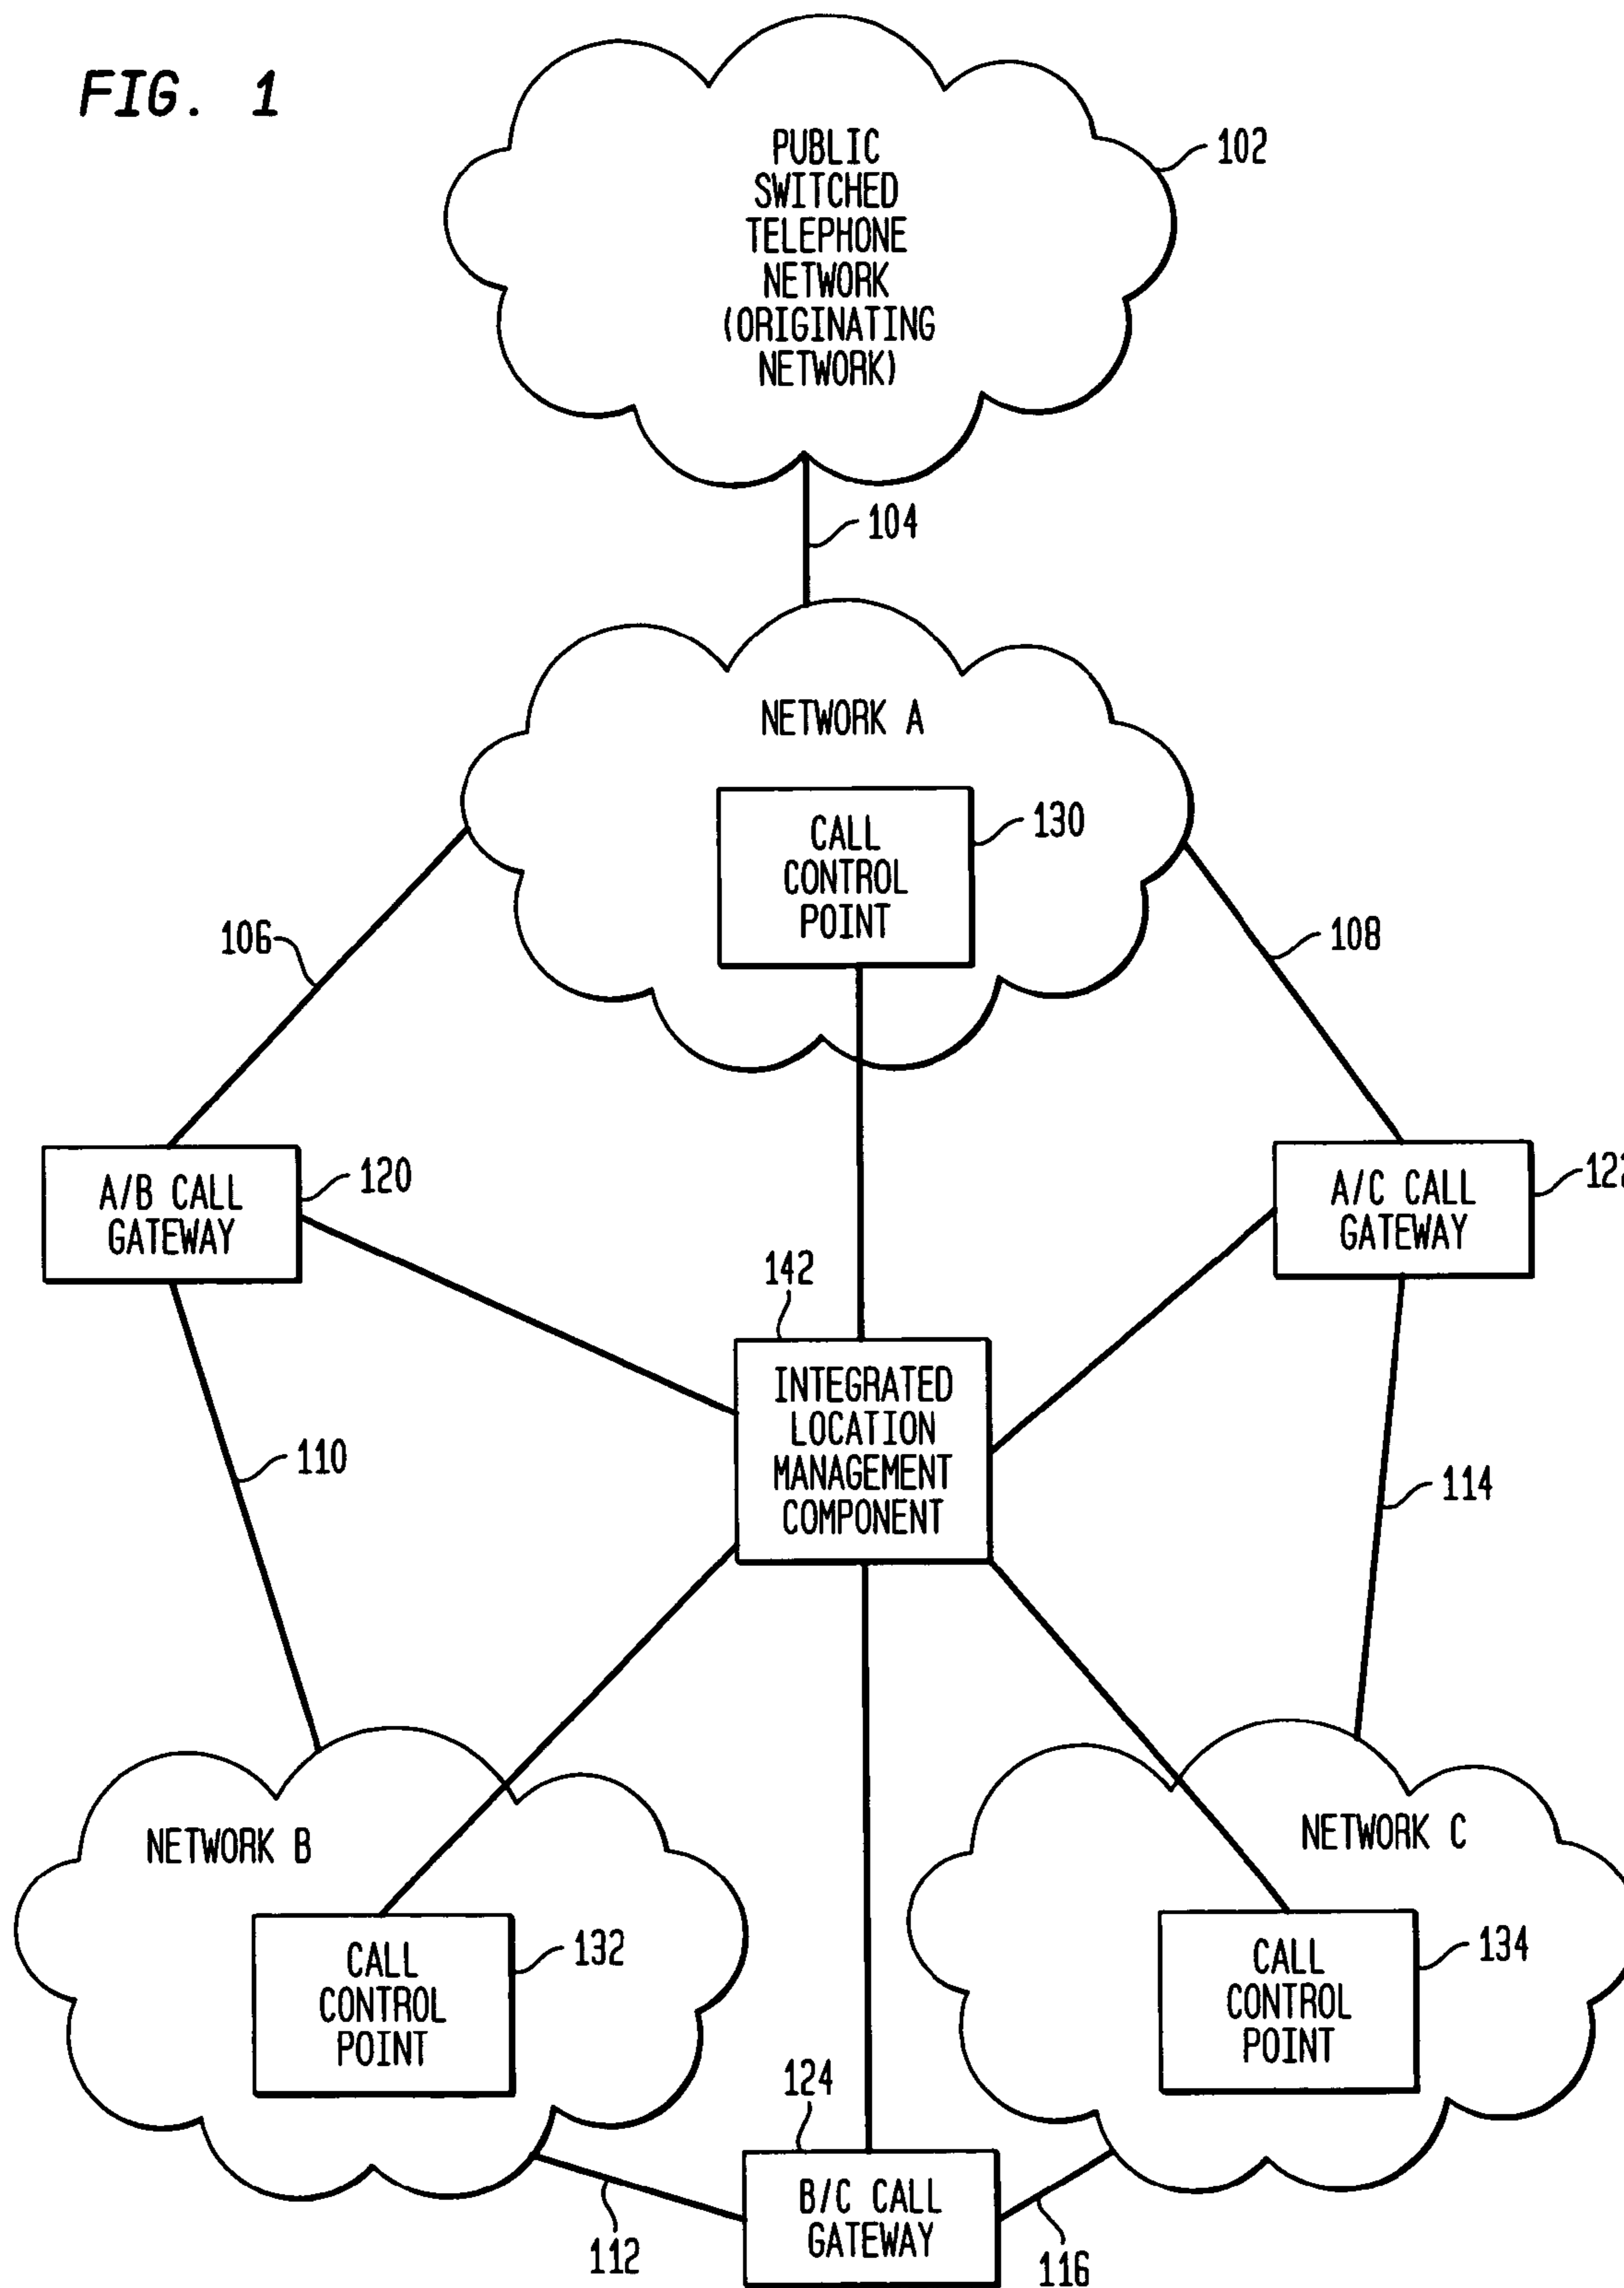 FIG. 1
PUBLIC
SWITCHED
TELEPHONE
NETWORK
(ORIGINATING
NETWORK)
102
104
NETWORK A
CALL
CONTROL
POINT
130
106
108
A/B CALL
GATEWAY
120
A/C CALL
GATEWAY
122
142
INTEGRATED
LOCATION
MANAGEMENT
COMPONENT
110
114
NETWORK B
CALL
CONTROL
POINT
132
NETWORK C
CALL
CONTROL
POINT
134
124
B/C CALL
GATEWAY
112
116